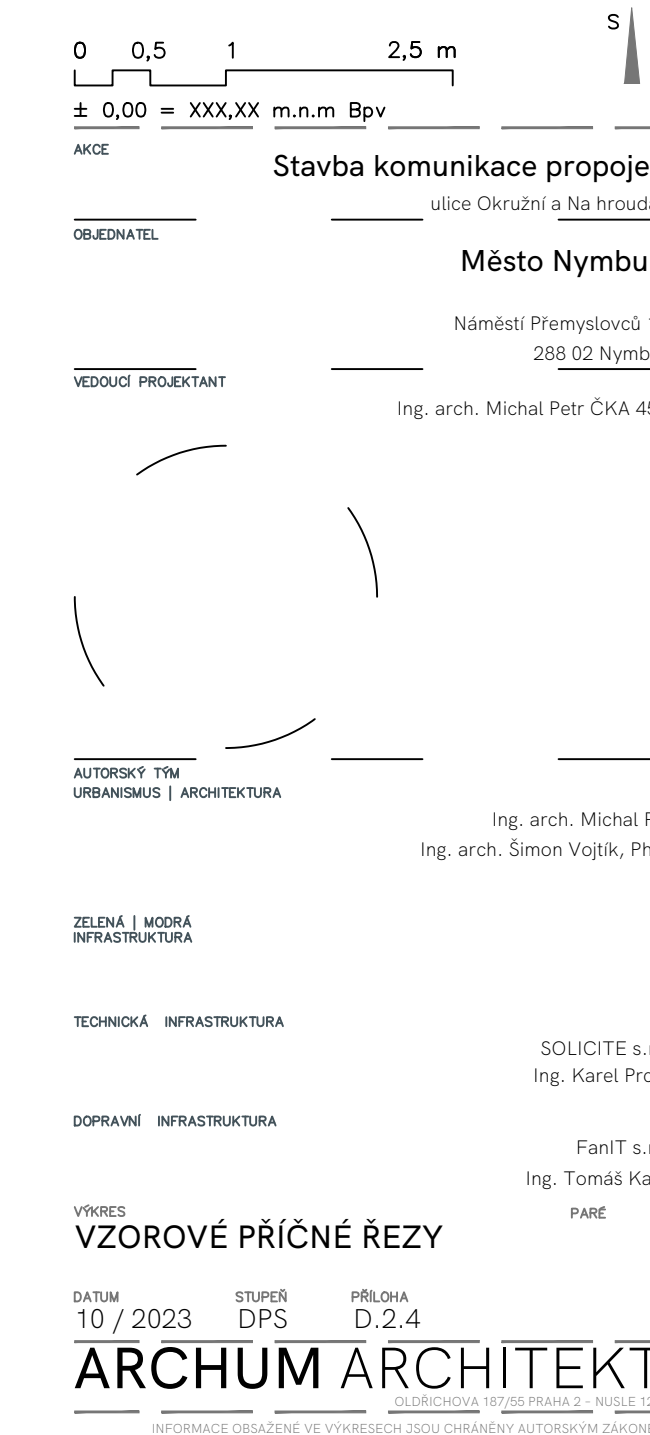 S
0 0,5 1 2,5 m
± 0,00 = XXX,XX m.n.m Bpv
AKCE
Stavba komunikace propoje
ulice Okružní a Na hrouda
OBJEDNATEL
Město Nymbu
Náměstí Přemyslovců 1
288 02 Nymb
VEDOUCÍ PROJEKTANT
Ing. arch. Michal Petr ČKA 45
AUTORSKÝ TÝM
URBANISMUS | ARCHITEKTURA
Ing. arch. Michal P
Ing. arch. Šimon Vojtík, Ph
ZELENÁ | MODRÁ
INFRASTRUKTURA
TECHNICKÁ INFRASTRUKTURA
SOLICITE s.r
Ing. Karel Pro
DOPRAVNÍ INFRASTRUKTURA
FanIT s.r
Ing. Tomáš Ka
VÝKRES
PARÉ
VZOROVÉ PŘÍČNÉ ŘEZY
DATUM STUPEŇ PŘÍLOHA
10 / 2023 DPS D.2.4
ARCHUM ARCHITEKT
OLDŘICHOVA 187/55 PRAHA 2 - NUSLE 12
INFORMACE OBSAŽENÉ VE VÝKRESECH JSOU CHRÁNĚNY AUTORSKÝM ZÁKONE